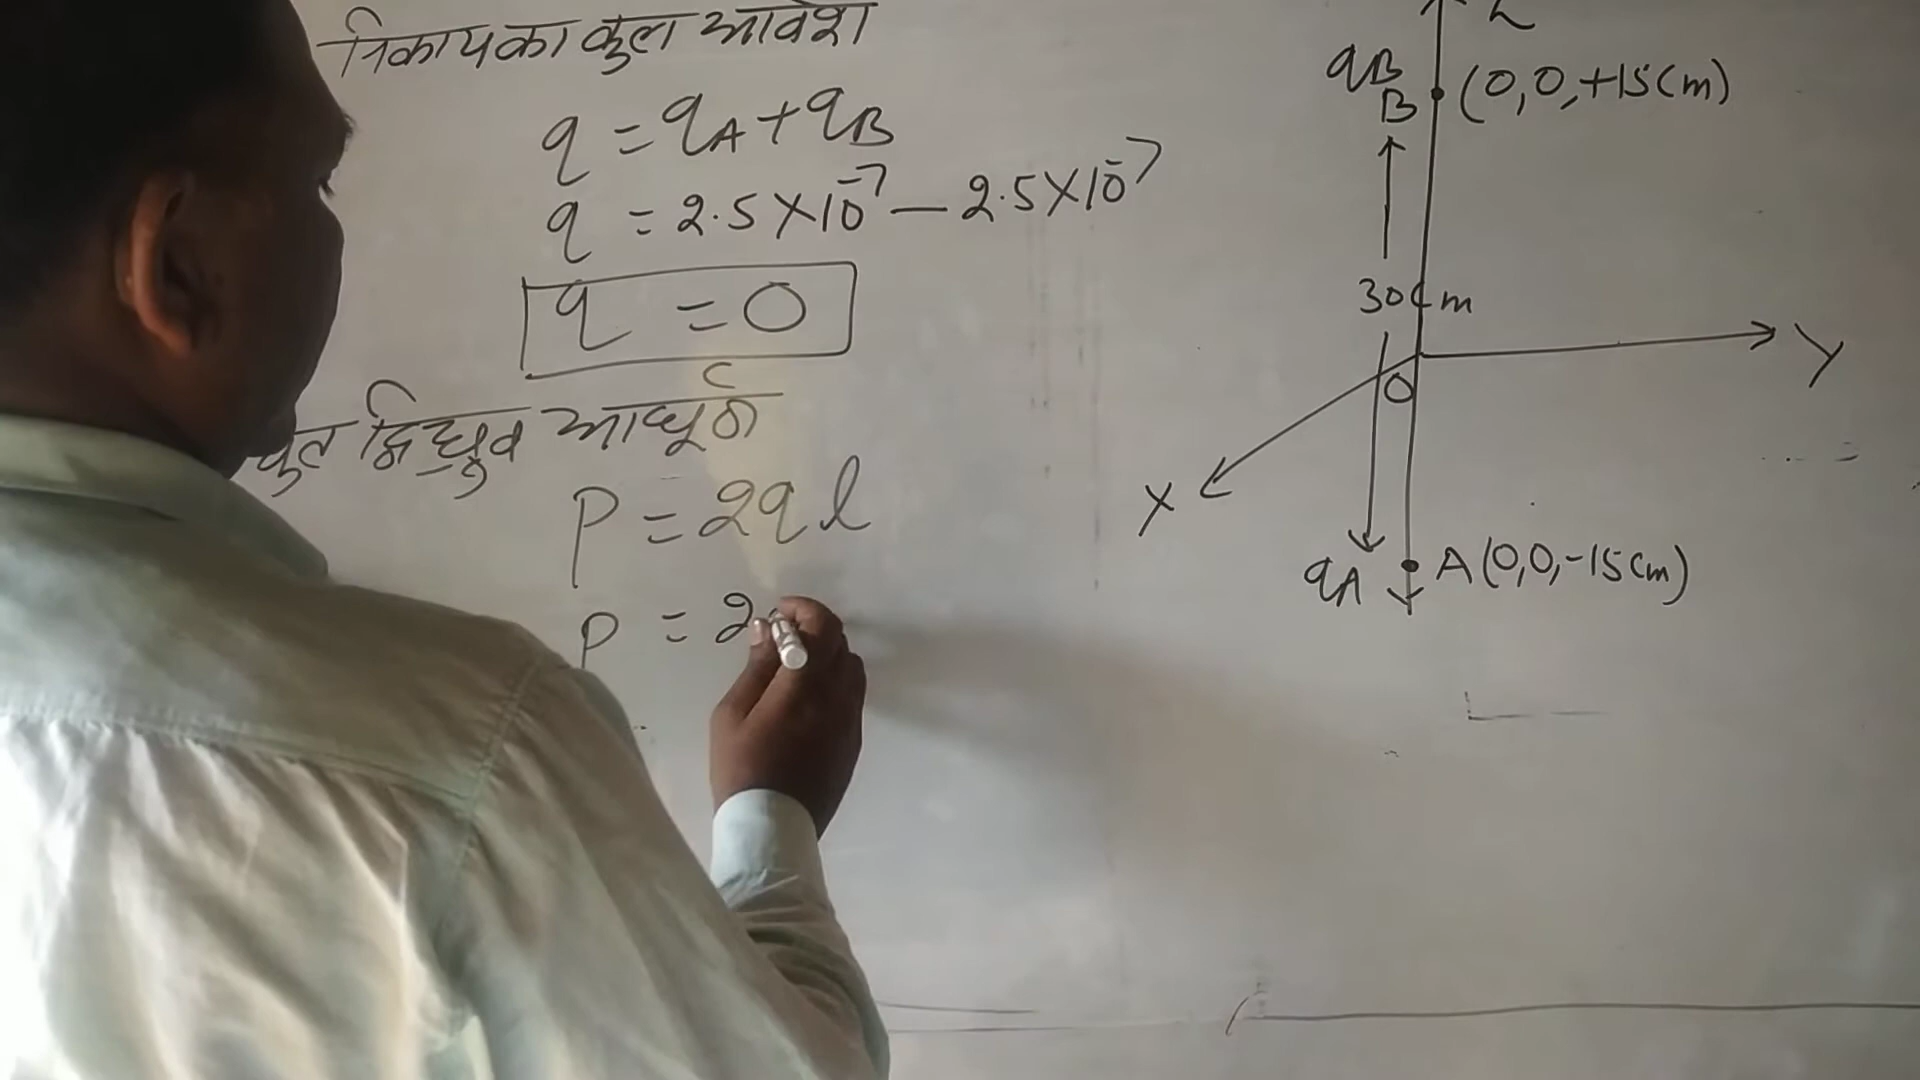 निकाय का कुल आवेश
q = qA + qB
q = 2.5 X 10⁻⁷ — 2.5 X 10⁻⁷
q = 0
द्विध्रुव आघूर्ण
P = 2ql
P = 2
Z
qB
B (0,0,+15cm)
30cm
Y
O
X
qA A (0,0,-15cm)